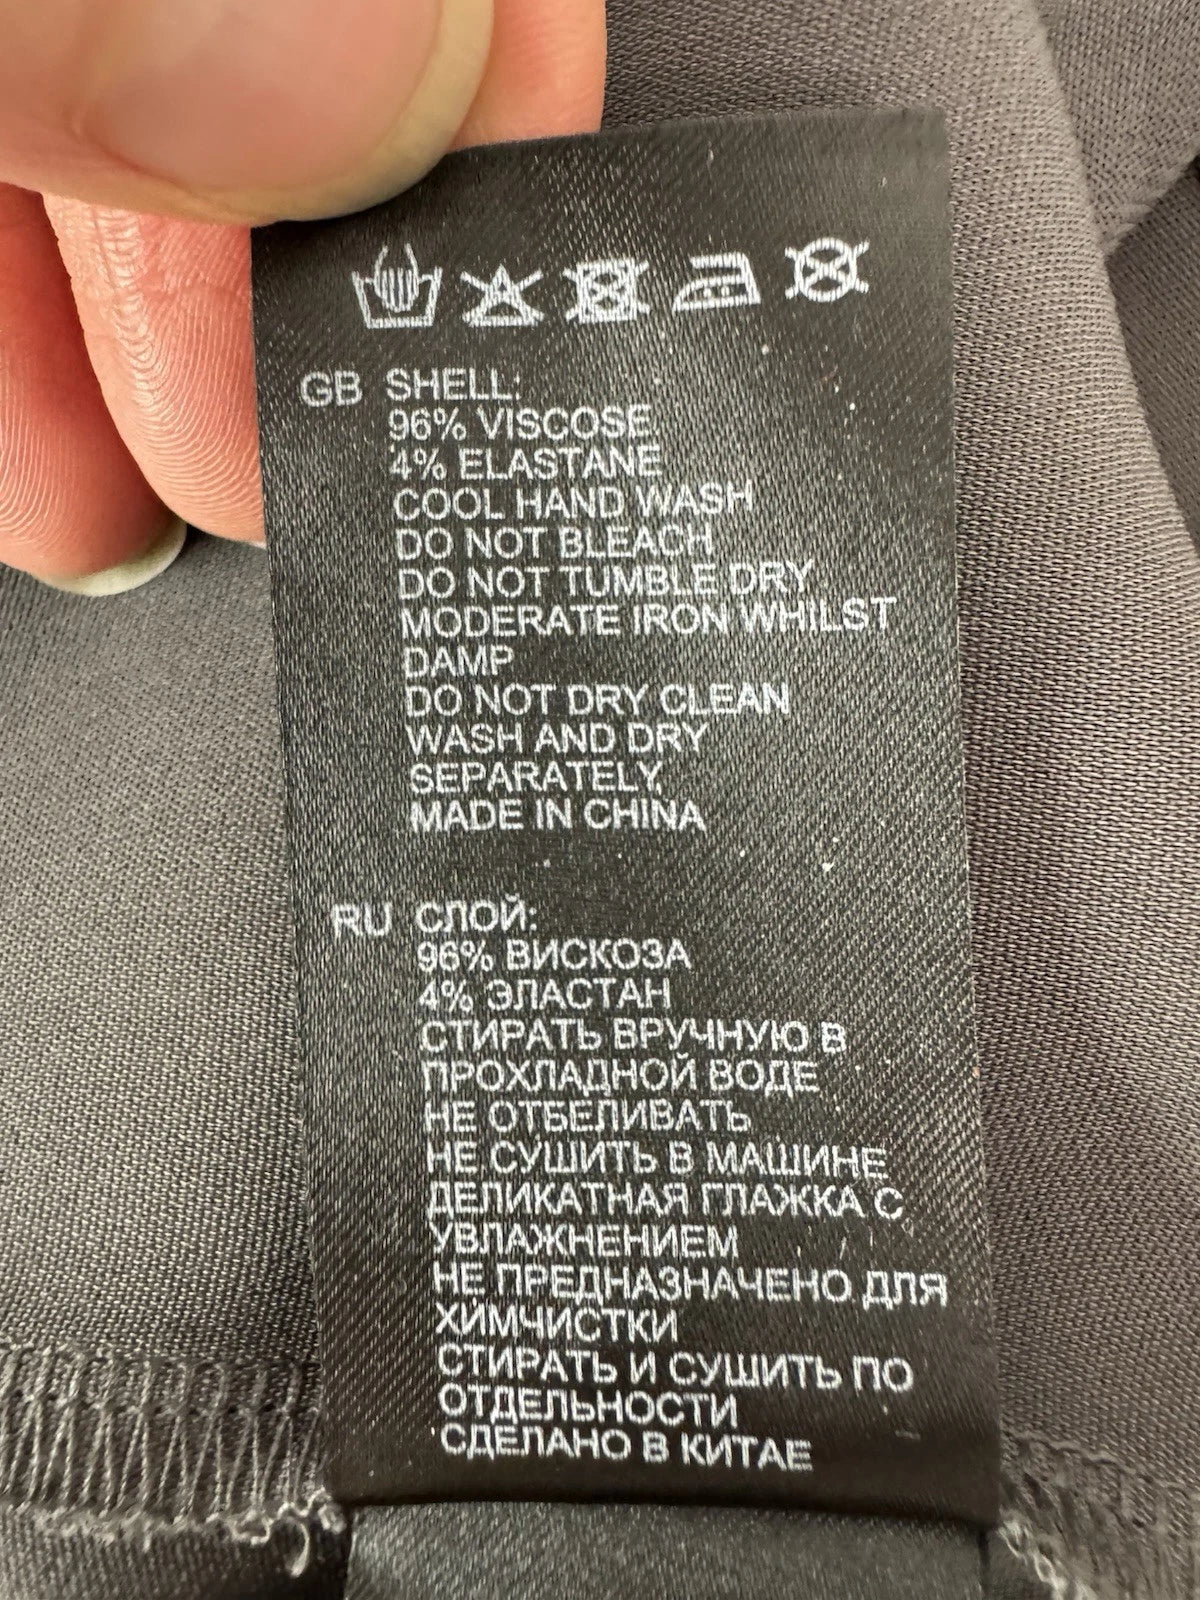 GB SHELL:
96% VISCOSE
4% ELASTANE
COOL HAND WASH
DO NOT BLEACH
DO NOT TUMBLE DRY
MODERATE IRON WHILST
DAMP
DO NOT DRY CLEAN
WASH AND DRY
SEPARATELY,
MADE IN CHINA
RU СЛОЙ:
96% ВИСКОЗА
4% ЭЛАСТАН
СТИРАТЬ ВРУЧНУЮ В
ПРОХЛАДНОЙ ВОДЕ
НЕ ОТБЕЛИВАТЬ
НЕ СУШИТЬ В МАШИНЕ
ДЕЛИКАТНАЯ ГЛАЖКА С
УВЛАЖНЕНИЕМ
НЕ ПРЕДНАЗНАЧЕНО ДЛЯ
ХИМЧИСТКИ
СТИРАТЬ И СУШИТЬ ПО
ОТДЕЛЬНОСТИ
СДЕЛАНО В КИТАЕ